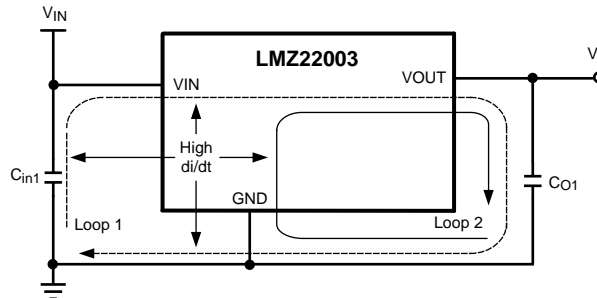 VIN
LMZ22003
VIN
VOUT
V
High
di/dt
Cin1
CO1
GND
Loop 1
Loop 2